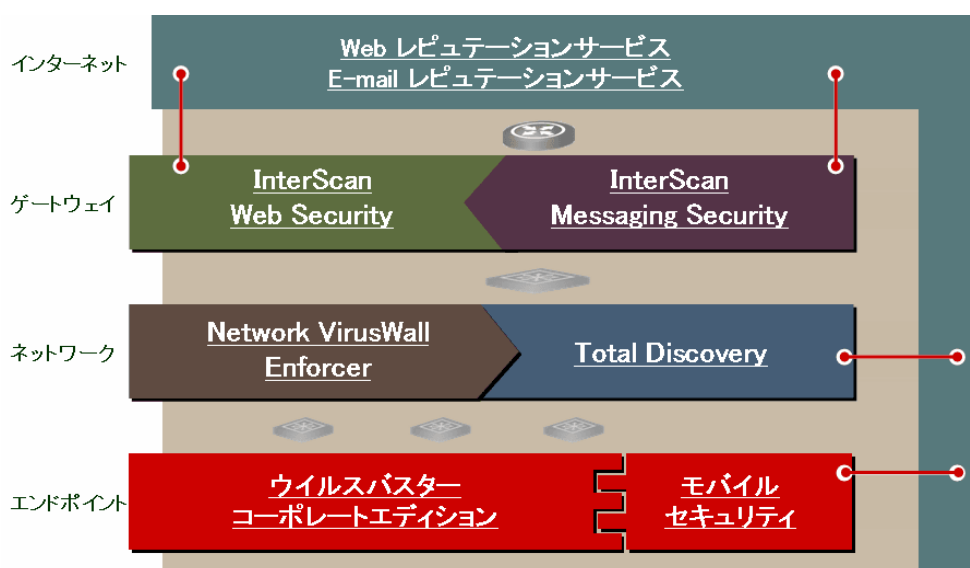 インターネット
Web レピュテーションサービス
E-mail レピュテーションサービス
ゲートウェイ
InterScan
Web Security
InterScan
Messaging Security
ネットワーク
Network VirusWall
Enforcer
Total Discovery
エンドポイント
ウイルスバスター
コーポレートエディション
モバイル
セキュリティ